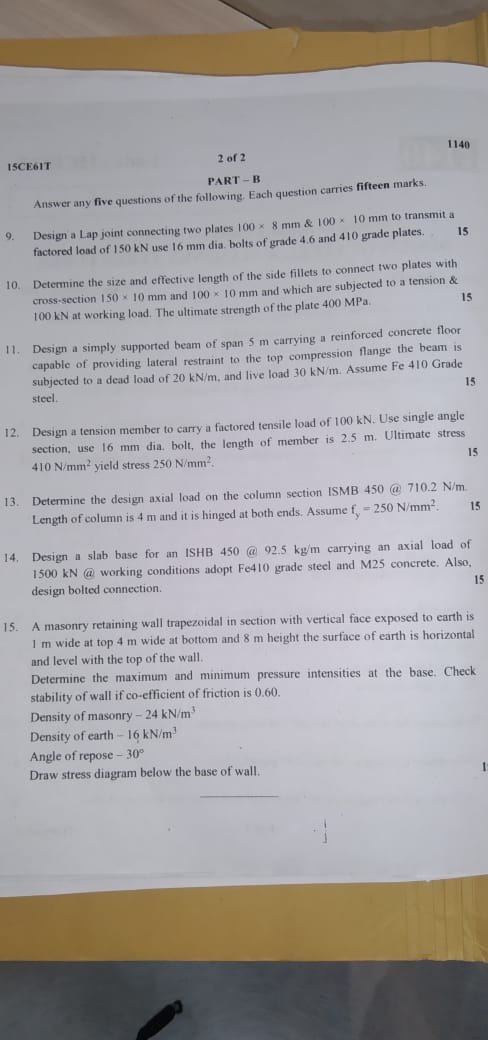 1140
15CE61T
2 of 2
PART – B
Answer any five questions of the following. Each question carries fifteen marks.
9. Design a Lap joint connecting two plates 100 × 8 mm & 100 × 10 mm to transmit a
factored load of 150 kN use 16 mm dia. bolts of grade 4.6 and 410 grade plates. 15
10. Determine the size and effective length of the side fillets to connect two plates with
cross-section 150 × 10 mm and 100 × 10 mm and which are subjected to a tension &
100 kN at working load. The ultimate strength of the plate 400 MPa. 15
11. Design a simply supported beam of span 5 m carrying a reinforced concrete floor
capable of providing lateral restraint to the top compression flange the beam is
subjected to a dead load of 20 kN/m, and live load 30 kN/m. Assume Fe 410 Grade
steel. 15
12. Design a tension member to carry a factored tensile load of 100 kN. Use single angle
section, use 16 mm dia. bolt, the length of member is 2.5 m. Ultimate stress
410 N/mm² yield stress 250 N/mm². 15
13. Determine the design axial load on the column section ISMB 450 @ 710.2 N/m.
Length of column is 4 m and it is hinged at both ends. Assume fy = 250 N/mm². 15
14. Design a slab base for an ISHB 450 @ 92.5 kg/m carrying an axial load of
1500 kN @ working conditions adopt Fe410 grade steel and M25 concrete. Also,
design bolted connection. 15
15. A masonry retaining wall trapezoidal in section with vertical face exposed to earth is
1 m wide at top 4 m wide at bottom and 8 m height the surface of earth is horizontal
and level with the top of the wall.
Determine the maximum and minimum pressure intensities at the base. Check
stability of wall if co-efficient of friction is 0.60.
Density of masonry – 24 kN/m³
Density of earth – 16 kN/m³
Angle of repose – 30°
Draw stress diagram below the base of wall. 1